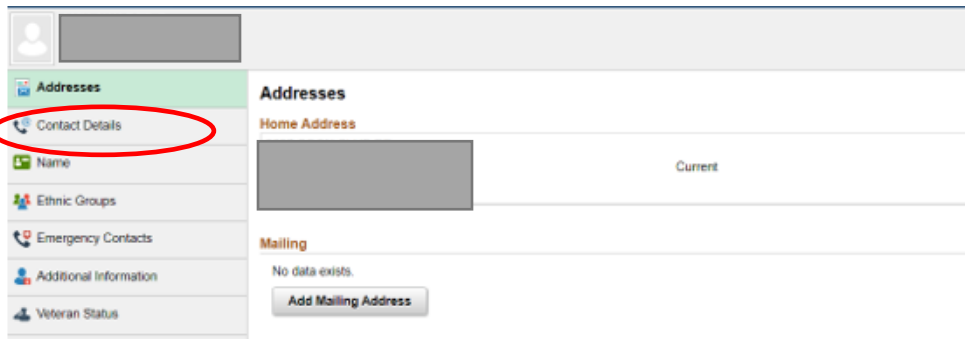 Addresses
Contact Details
Name
Ethnic Groups
Emergency Contacts
Additional Information
Veteran Status
Addresses
Home Address
Current
Mailing
No data exists.
Add Mailing Address